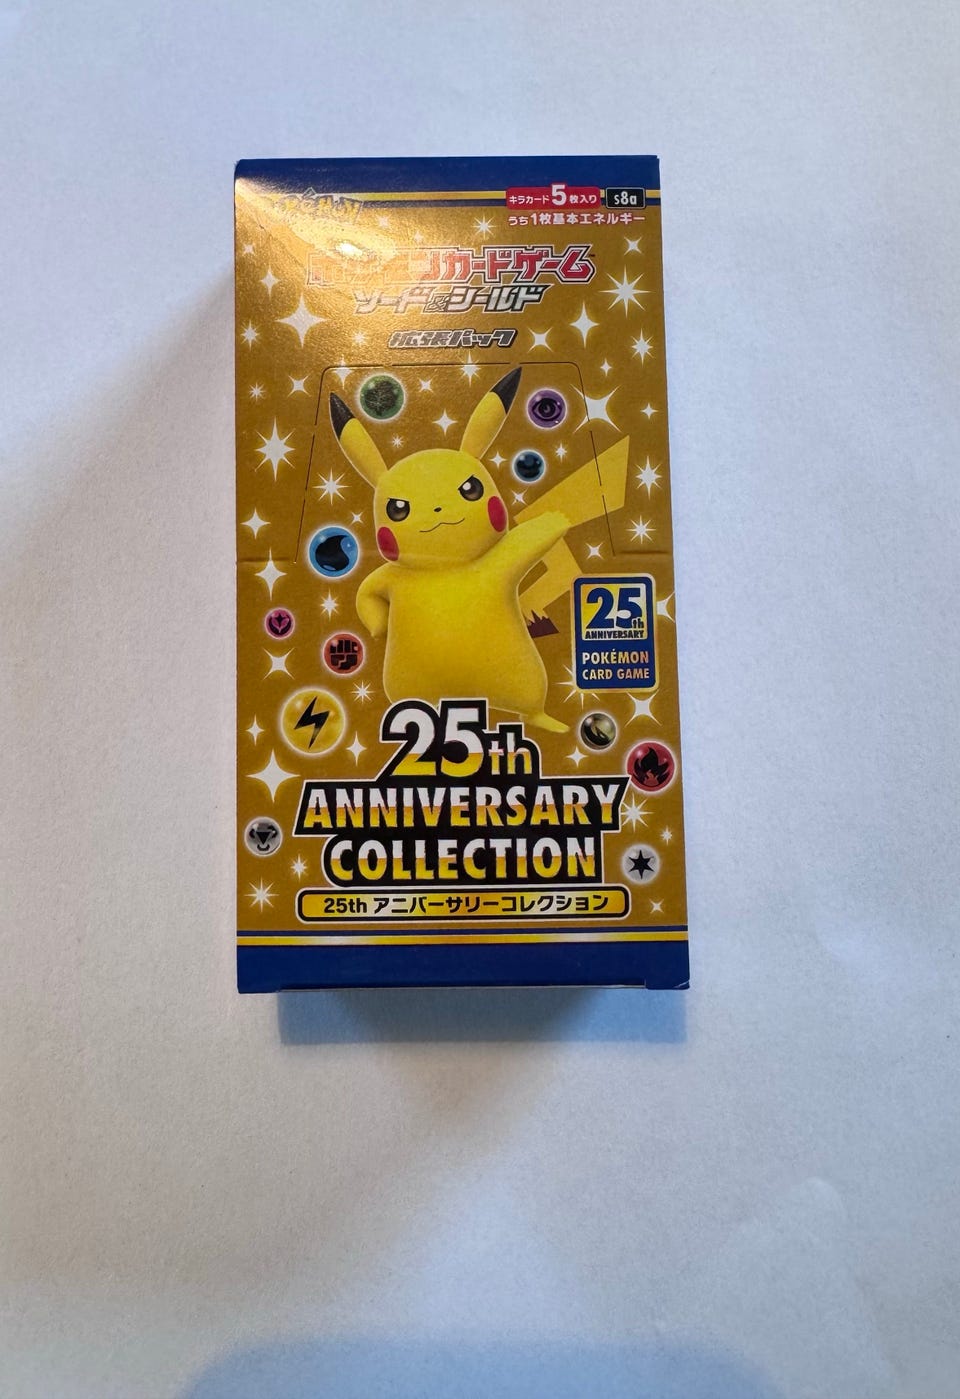 Pokémon
キラカード5枚入り s8a
うち1枚基本エネルギー
ポケモンカードゲーム
ソード&シールド
拡張パック
25th
ANNIVERSARY
POKÉMON
CARD GAME
25th
ANNIVERSARY
COLLECTION
25th アニバーサリーコレクション